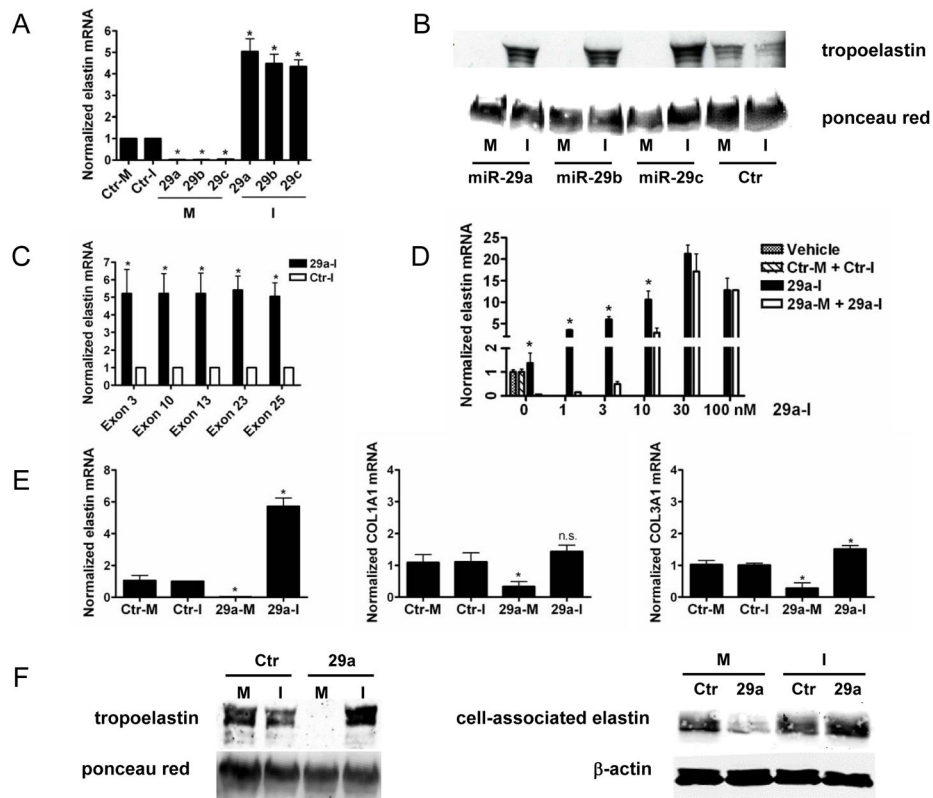 A
Normalized elastin mRNA
6
5
4
3
2
1
0
* * * * * *
Ctr-M Ctr-I 29a 29b 29c 29a 29b 29c
M I
B
tropoelastin
ponceau red
M I M I M I M I
miR-29a miR-29b miR-29c Ctr
C
Normalized elastin mRNA
7
6
5
4
3
2
1
0
* * * * *
29a-I
Ctr-I
Exon 3 Exon 10 Exon 13 Exon 23 Exon 25
D
Normalized elastin mRNA
25
20
15
10
5
2
1
0
* * * *
Vehicle
Ctr-M + Ctr-I
29a-I
29a-M + 29a-I
0 1 3 10 30 100 nM 29a-I
E
Normalized elastin mRNA
8
6
4
2
0
* *
Ctr-M Ctr-I 29a-M 29a-I
Normalized COL1A1 mRNA
4
3
2
1
0
* n.s.
Ctr-M Ctr-I 29a-M 29a-I
Normalized COL3A1 mRNA
4
3
2
1
0
* *
Ctr-M Ctr-I 29a-M 29a-I
F
Ctr 29a
M I M I
tropoelastin
ponceau red
M I
Ctr 29a Ctr 29a
cell-associated elastin
β-actin